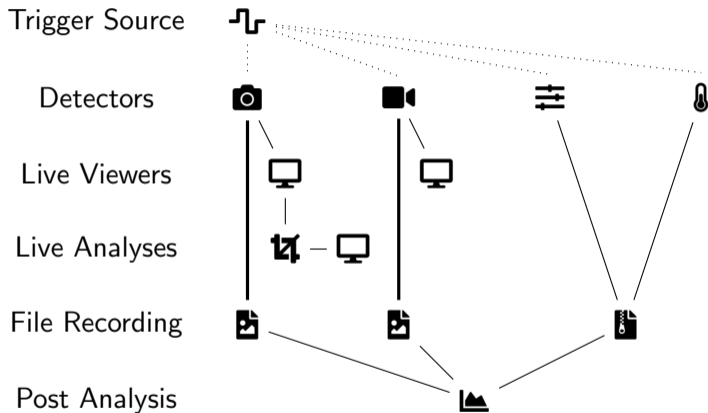 Trigger Source
Detectors
Live Viewers
Live Analyses
File Recording
Post Analysis